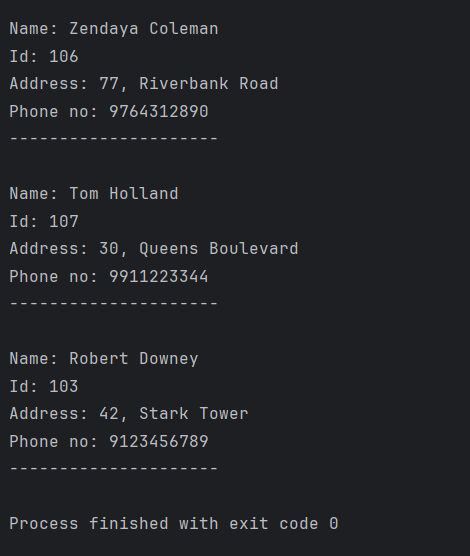 Name: Zendaya Coleman
Id: 106
Address: 77, Riverbank Road
Phone no: 9764312890
---------------------
Name: Tom Holland
Id: 107
Address: 30, Queens Boulevard
Phone no: 9911223344
---------------------
Name: Robert Downey
Id: 103
Address: 42, Stark Tower
Phone no: 9123456789
---------------------
Process finished with exit code 0